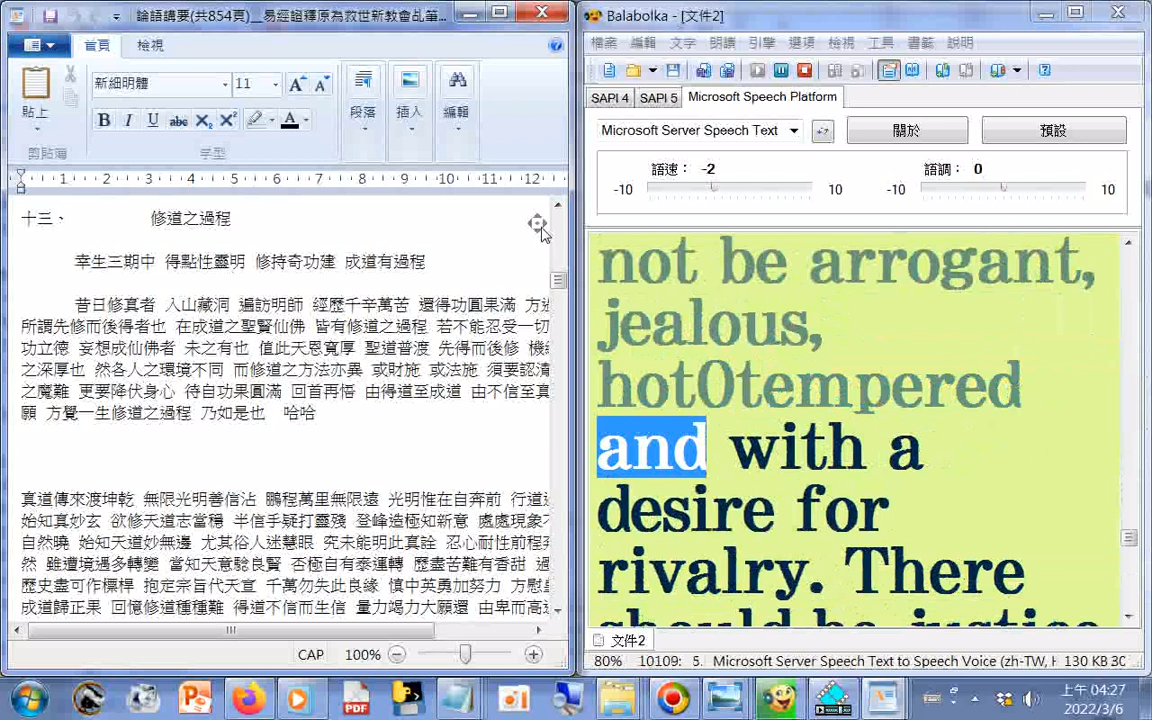 論語講要(共854頁)__易經證釋原為救世新教會乩筆...
首頁
檢視
新細明體
11
貼上
段落
插入
編輯
剪貼簿
字型
1 2 3 4 5 6 7 8 9 10 11 12
十三、 修道之過程
幸生三期中 得點性靈明 修持奇功建 成道有過程
昔日修真者 入山藏洞 遍訪明師 經歷千辛萬苦 還得功圓果滿 方
所謂先修而後得者也 在成道之聖賢仙佛 皆有修道之過程 若不能忍受一切
功立德 妄想成仙佛者 未之有也 值此天恩寬厚 聖道普渡 先得而後修 機
之深厚也 然各人之環境不同 而修道之方法亦異 或財施 或法施 須要認清
之魔難 更要降伏身心 待自功果圓滿 回首再悟 由得道至成道 由不信至真
願 方覺一生修道之過程 乃如是也 哈哈
真道傳來渡坤乾 無限光明善信沾 鵬程萬里無限遠 光明惟在自奔前 行道
始知真妙玄 欲修天道志當穩 半信半疑打靈殘 登峰造極知新意 處處現象
自然曉 始知天道妙無邊 尤其俗人迷慧眼 究未能明此真詮 忍心耐性前程
然 雖遭境遇多轉變 當知天意騐良賢 否極自有泰運轉 歷盡苦難有香甜
歷史盡可作標桿 抱定宗旨代天宣 千萬勿失此良緣 慎中英勇加努力 方慰
成道歸正果 回憶修道種種難 得道不信而生信 量力竭力大願還 由卑而高
CAP 100%
Balabolka - [文件2]
檔案 編輯 文字 朗讀 引擎 選項 檢視 工具 書籤 說明
SAPI 4 SAPI 5 Microsoft Speech Platform
Microsoft Server Speech Text
關於
預設
語速： -2
語調： 0
-10 10 -10 10
not be arrogant,
jealous,
hot0tempered
and with a
desire for
rivalry. There
should be justice
文件2
80% 10109: 5. Microsoft Server Speech Text to Speech Voice (zh-TW, H 130 KB 30
PDF
上午 04:27
2022/3/6